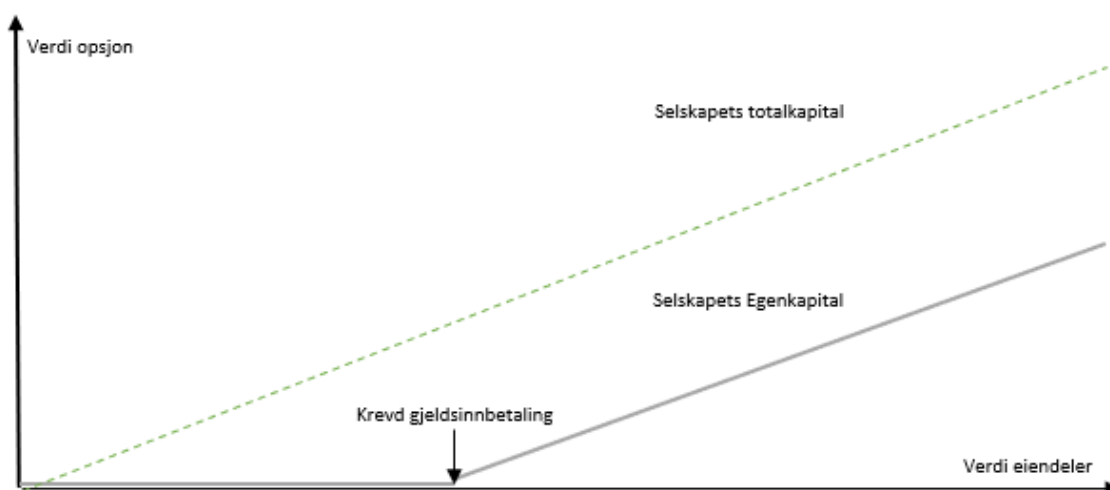 Verdi opsjon
Selskapets totalkapital
Selskapets Egenkapital
Krevd gjeldsinnbetaling
Verdi eiendeler